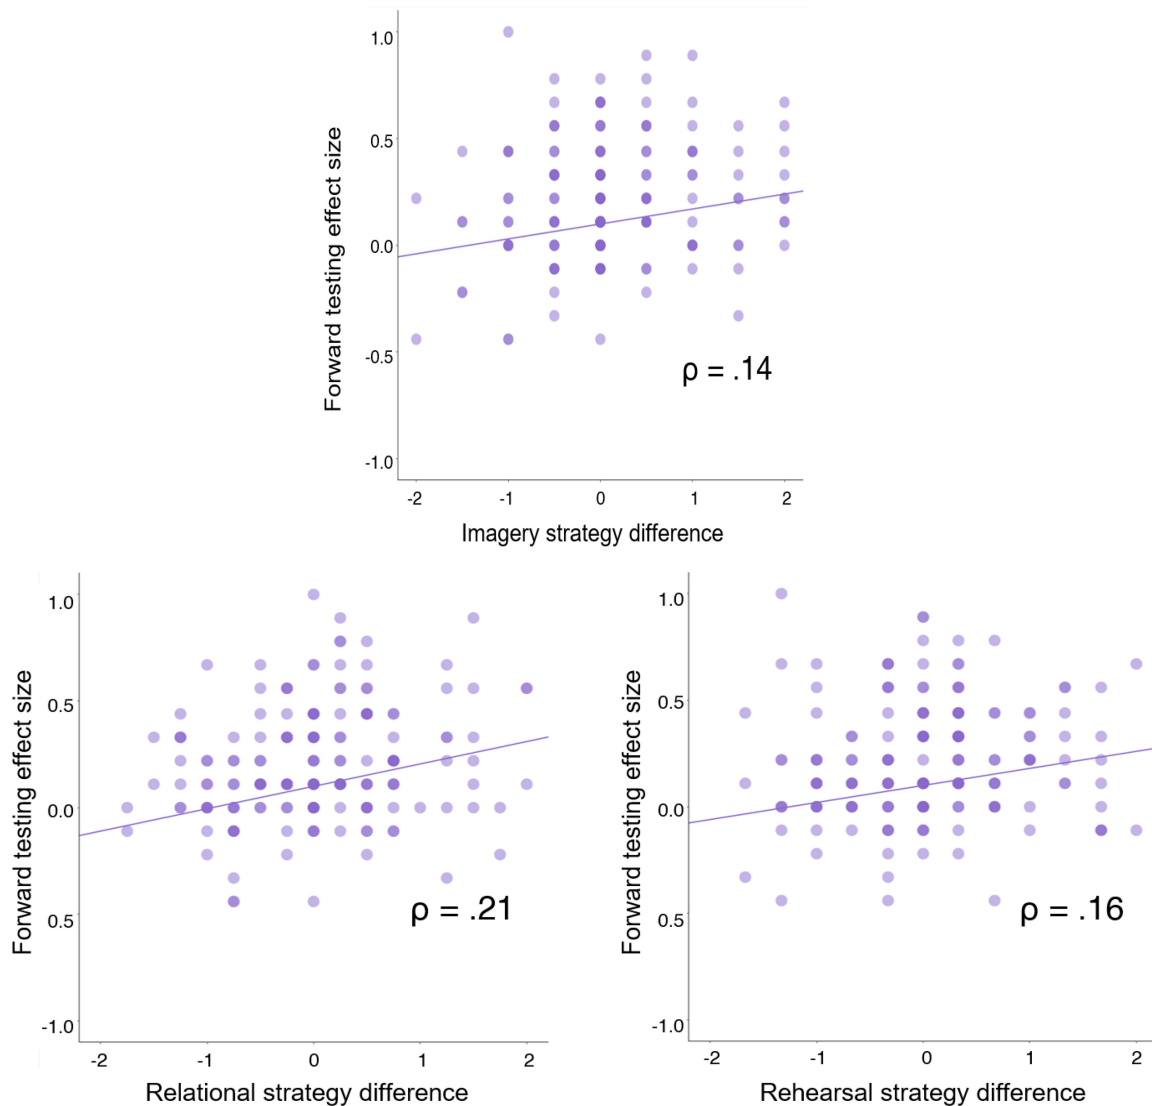 1.0
0.5
0.0
-0.5
-1.0
Forward testing effect size
ρ = .14
-2 -1 0 1 2
Imagery strategy difference
1.0
0.5
0.0
0.5
-1.0
Forward testing effect size
ρ = .21
-2 -1 0 1 2
Relational strategy difference
1.0
0.5
0.0
0.5
-1.0
Forward testing effect size
ρ = .16
-2 -1 0 1 2
Rehearsal strategy difference